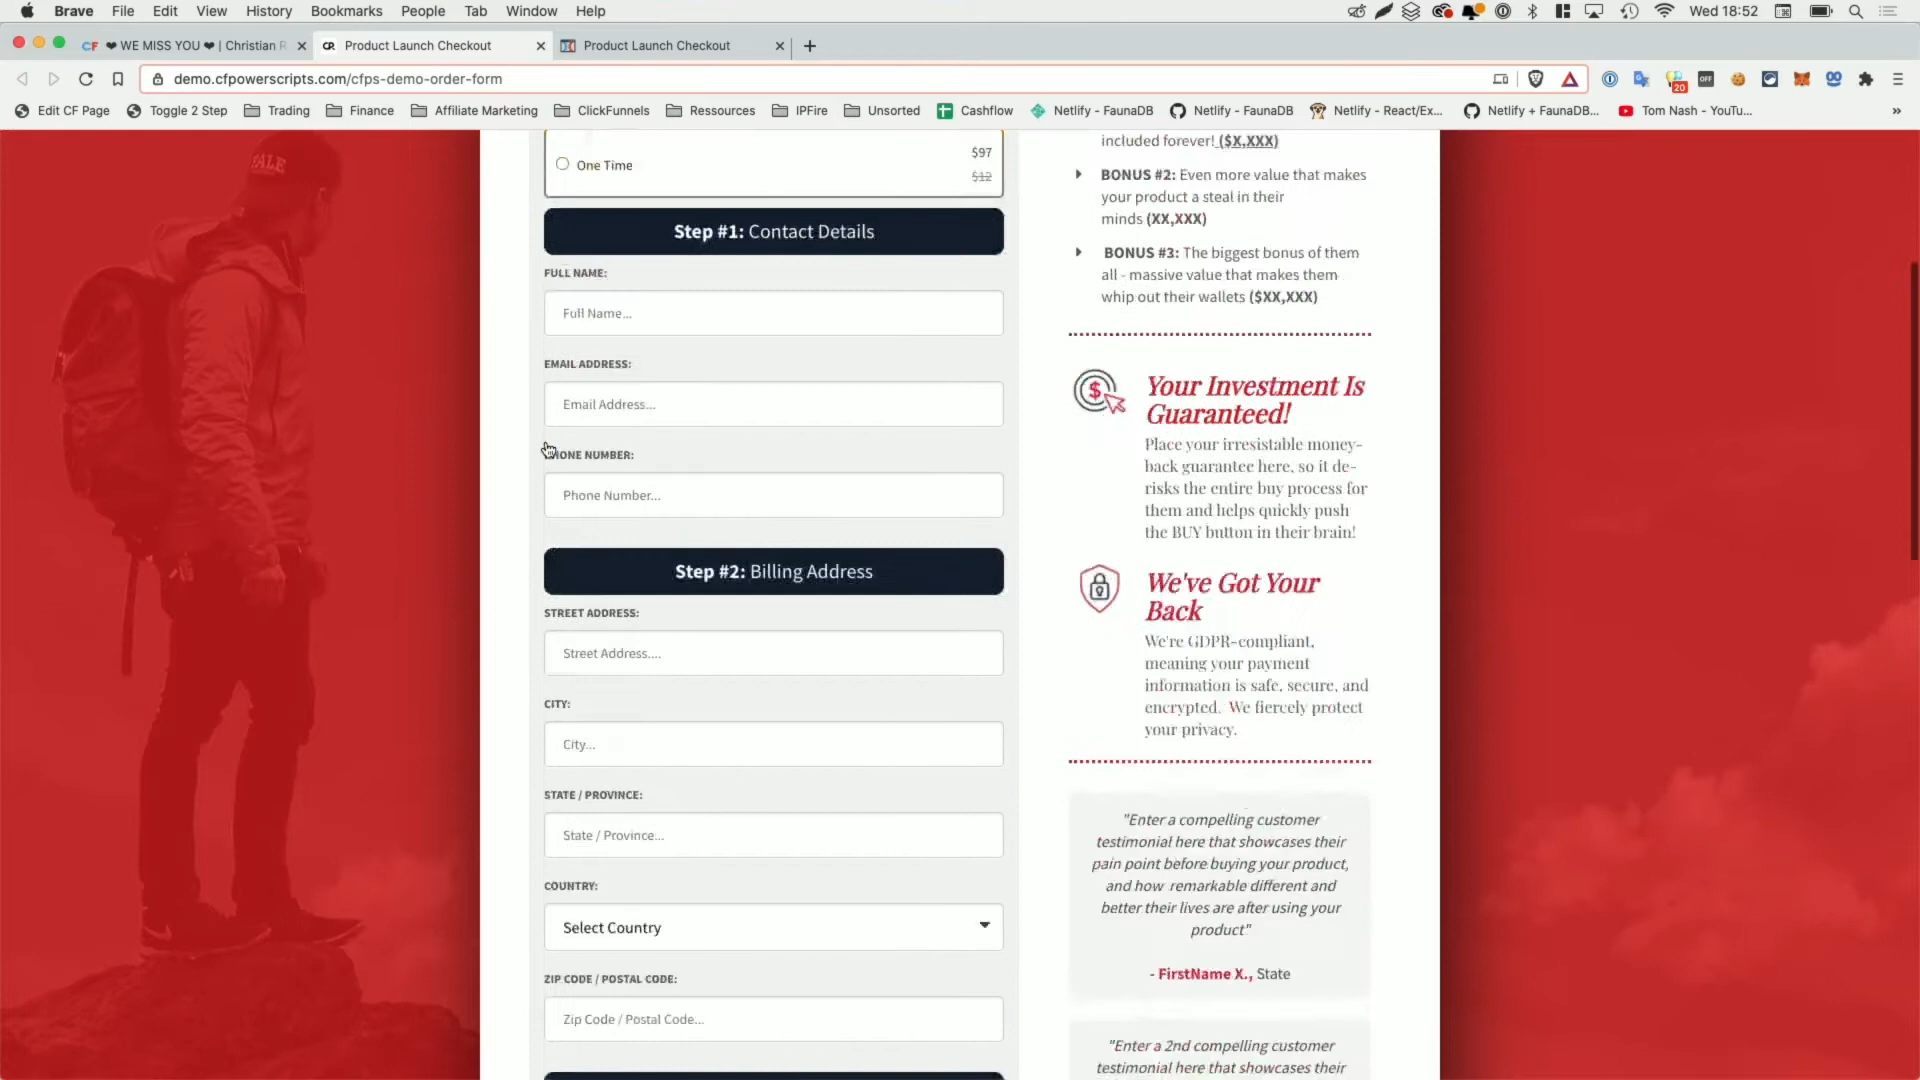 Brave File Edit View History Bookmarks People Tab Window Help Wed 18:52
CF ❤ WE MISS YOU ❤ | Christian R
CR Product Launch Checkout
Product Launch Checkout
demo.cfpowerscripts.com/cfps-demo-order-form
20
OFF
Edit CF Page Toggle 2 Step Trading Finance Affiliate Marketing ClickFunnels Ressources IPFire Unsorted Cashflow Netlify - FaunaDB Netlify - FaunaDB Netlify - React/Ex... Netlify + FaunaDB... Tom Nash - YouTu... »
One Time
$97
$12
Step #1: Contact Details
FULL NAME:
Full Name...
EMAIL ADDRESS:
Email Address...
PHONE NUMBER:
Phone Number...
Step #2: Billing Address
STREET ADDRESS:
Street Address....
CITY:
City...
STATE / PROVINCE:
State / Province...
COUNTRY:
Select Country
ZIP CODE / POSTAL CODE:
Zip Code / Postal Code...
included forever! ($X,XXX)
BONUS #2: Even more value that makes
your product a steal in their
minds (XX,XXX)
BONUS #3: The biggest bonus of them
all - massive value that makes them
whip out their wallets ($XX,XXX)
Your Investment Is
Guaranteed!
Place your irresistable money-
back guarantee here, so it de-
risks the entire buy process for
them and helps quickly push
the BUY button in their brain!
We've Got Your
Back
We're GDPR-compliant,
meaning your payment
information is safe, secure, and
encrypted. We fiercely protect
your privacy.
"Enter a compelling customer
testimonial here that showcases their
pain point before buying your product,
and how remarkable different and
better their lives are after using your
product"
- FirstName X., State
"Enter a 2nd compelling customer
testimonial here that showcases their